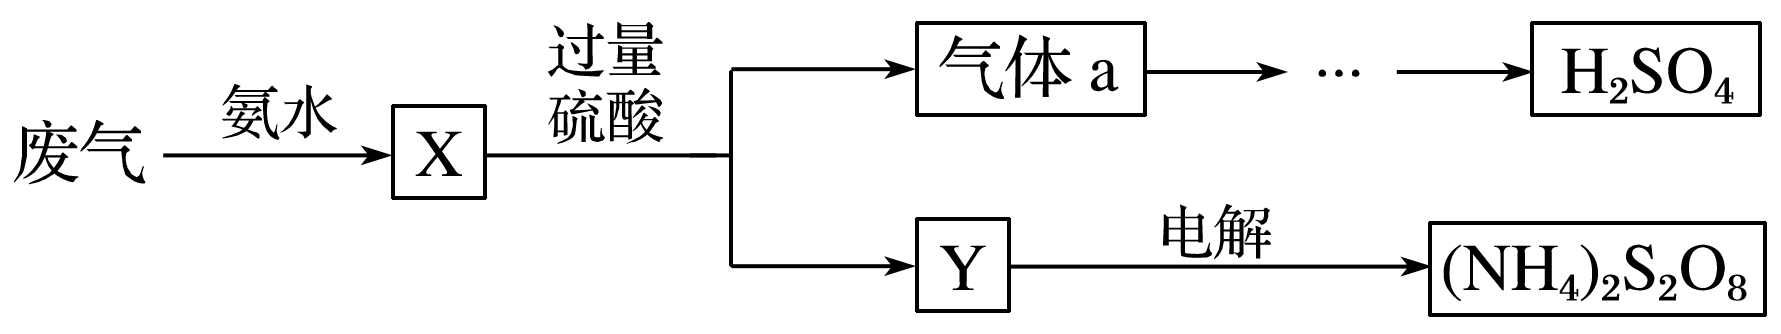 废气
氨水
X
过量
硫酸
气体 a
…
H₂SO₄
Y
电解
(NH₄)₂S₂O₈